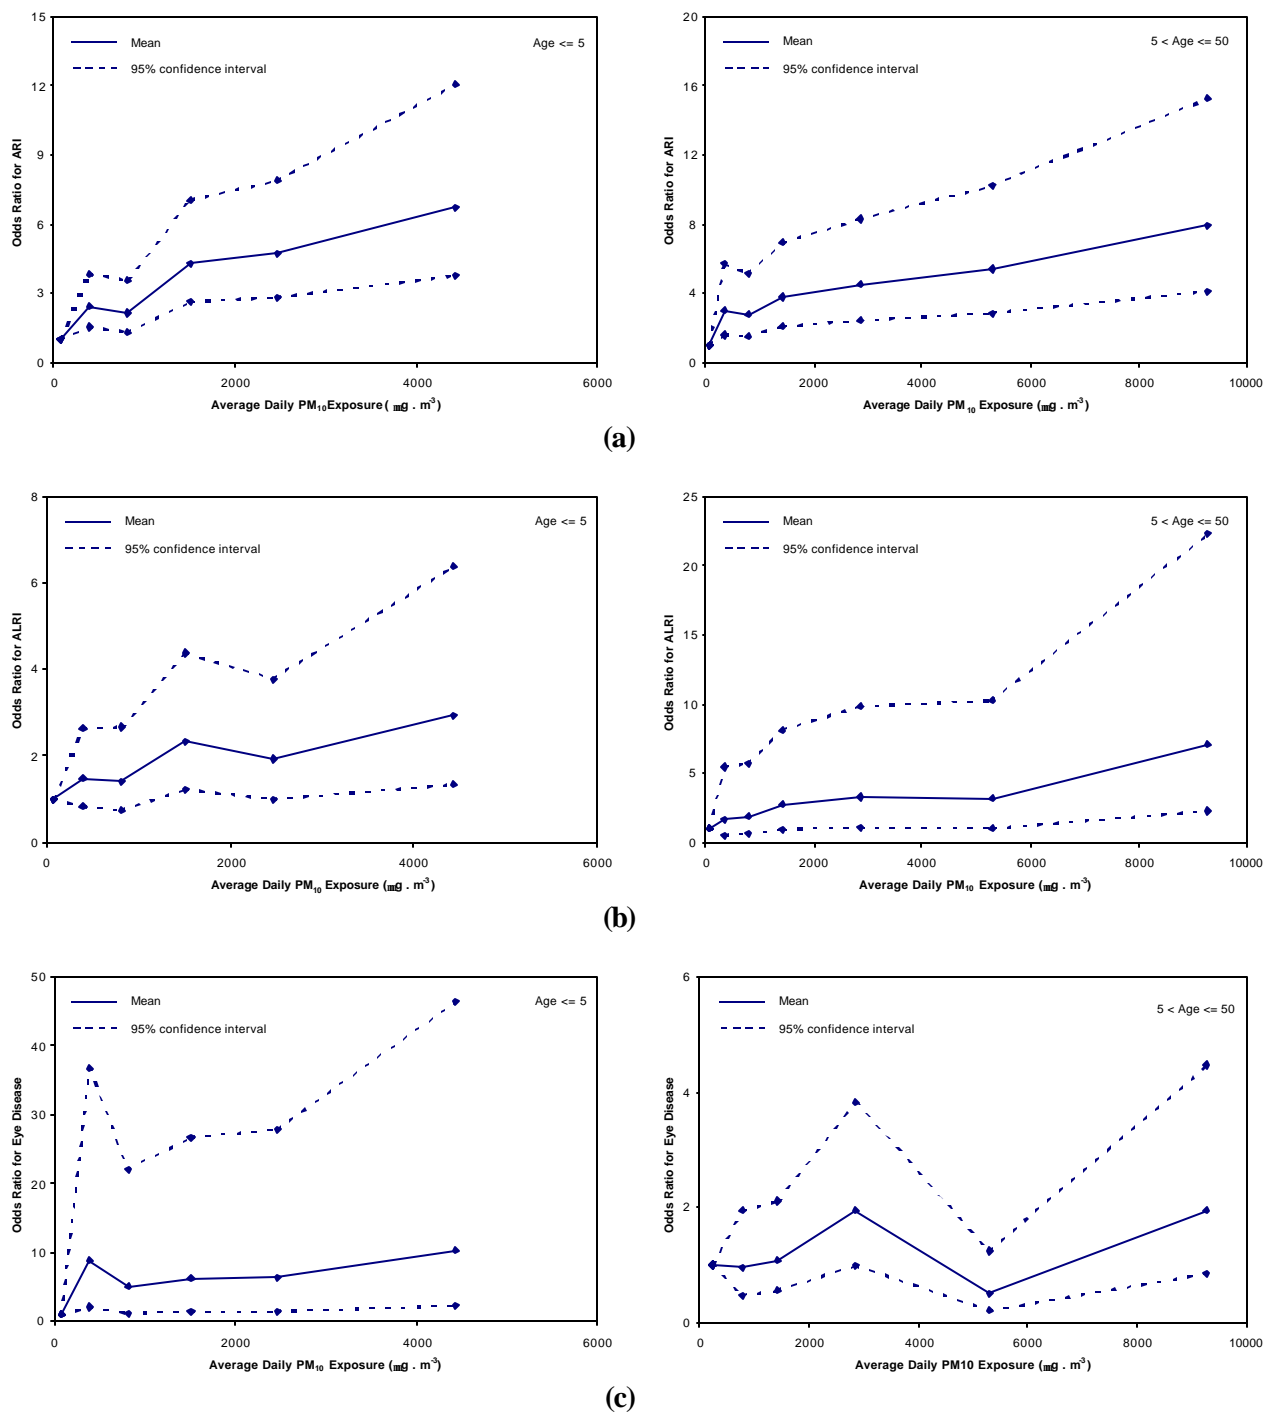 15
12
9
6
3
0
Odds Ratio for ARI
Mean
95% confidence interval
Age <= 5
0 2000 4000 6000
Average Daily PM10 Exposure ( µg . m-3)
20
16
12
8
4
0
Odds Ratio for ARI
Mean
95% confidence interval
5 < Age <= 50
0 2000 4000 6000 8000 10000
Average Daily PM10 Exposure (µg . m-3)
(a)
8
6
4
2
0
Odds Ratio for ALRI
Mean
95% confidence interval
Age <= 5
0 2000 4000 6000
Average Daily PM10 Exposure (µg . m-3)
25
20
15
10
5
0
Odds Ratio for ALRI
Mean
95% confidence interval
5 < Age <= 50
0 2000 4000 6000 8000 10000
Average Daily PM10 Exposure (µg . m-3)
(b)
50
40
30
20
10
0
Odds Ratio for Eye Disease
Mean
95% confidence interval
Age <= 5
0 2000 4000 6000
Average Daily PM10 Exposure (µg . m-3)
6
4
2
0
Odds Ratio for Eye Disease
Mean
95% confidence interval
5 < Age <= 50
0 2000 4000 6000 8000 10000
Average Daily PM10 Exposure (µg . m-3)
(c)